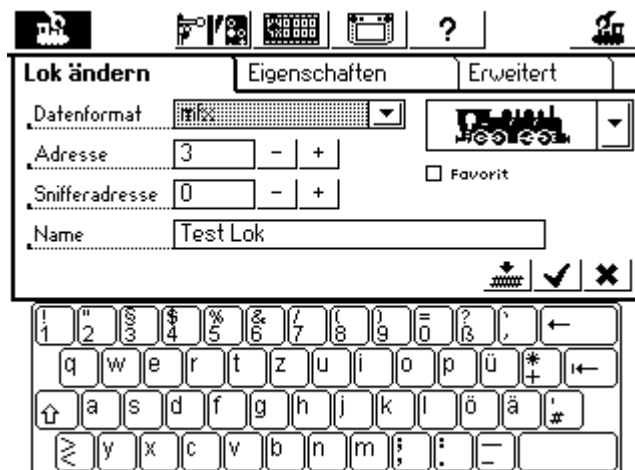 ?
Lok ändern Eigenschaften Erweitert
Datenformat mfx
Adresse 3 - +
Favorit
Snifferadresse 0 - +
Name Test Lok
! " § $ % & / ( ) = ? `
1 2 3 4 5 6 7 8 9 0 ß ´ ←
q w e r t z u i o p ü * +
a s d f g h j k l ö ä ' #
> < y x c v b n m ; , : . _ -